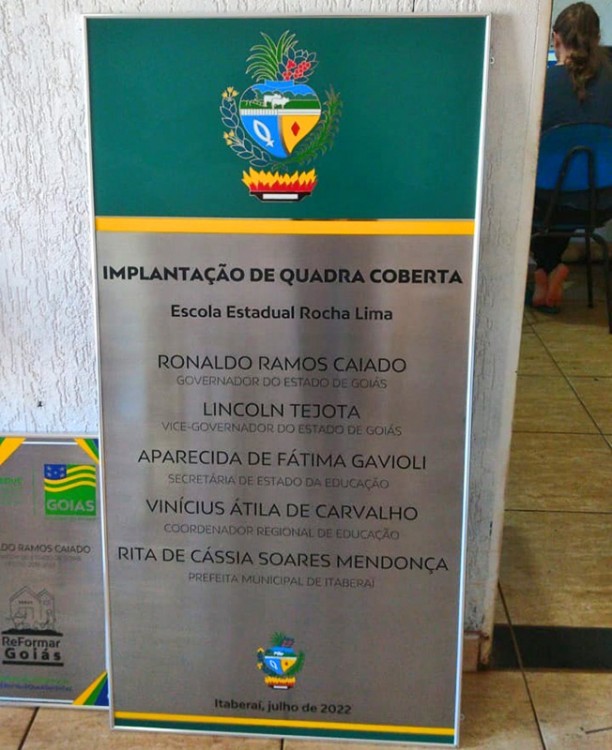 IMPLANTAÇÃO DE QUADRA COBERTA
Escola Estadual Rocha Lima
RONALDO RAMOS CAIADO
GOVERNADOR DO ESTADO DE GOIÁS
LINCOLN TEJOTA
VICE-GOVERNADOR DO ESTADO DE GOIÁS
APARECIDA DE FÁTIMA GAVIOLI
SECRETÁRIA DE ESTADO DA EDUCAÇÃO
VINÍCIUS ÁTILA DE CARVALHO
COORDENADOR REGIONAL DE EDUCAÇÃO
RITA DE CÁSSIA SOARES MENDONÇA
PREFEITA MUNICIPAL DE ITABERAÍ
Itaberaí, julho de 2022
GOIÁS
RAMOS CAIADO
ReFormar
Goiás